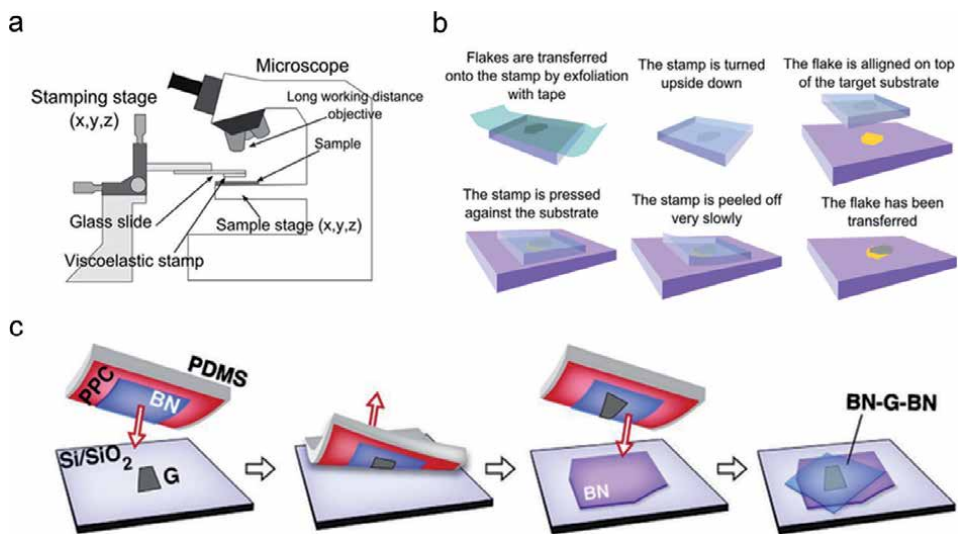 a
Microscope
Stamping stage
(x,y,z)
Long working distance
objective
Sample
Glass slide
Sample stage (x,y,z)
Viscoelastic stamp
b
Flakes are transferred
onto the stamp by exfoliation
with tape
The stamp is turned
upside down
The flake is alligned on top
of the target substrate
The stamp is pressed
against the substrate
The stamp is peeled off
very slowly
The flake has been
transferred
c
PPC
BN
PDMS
Si/SiO2
G
BN
BN-G-BN